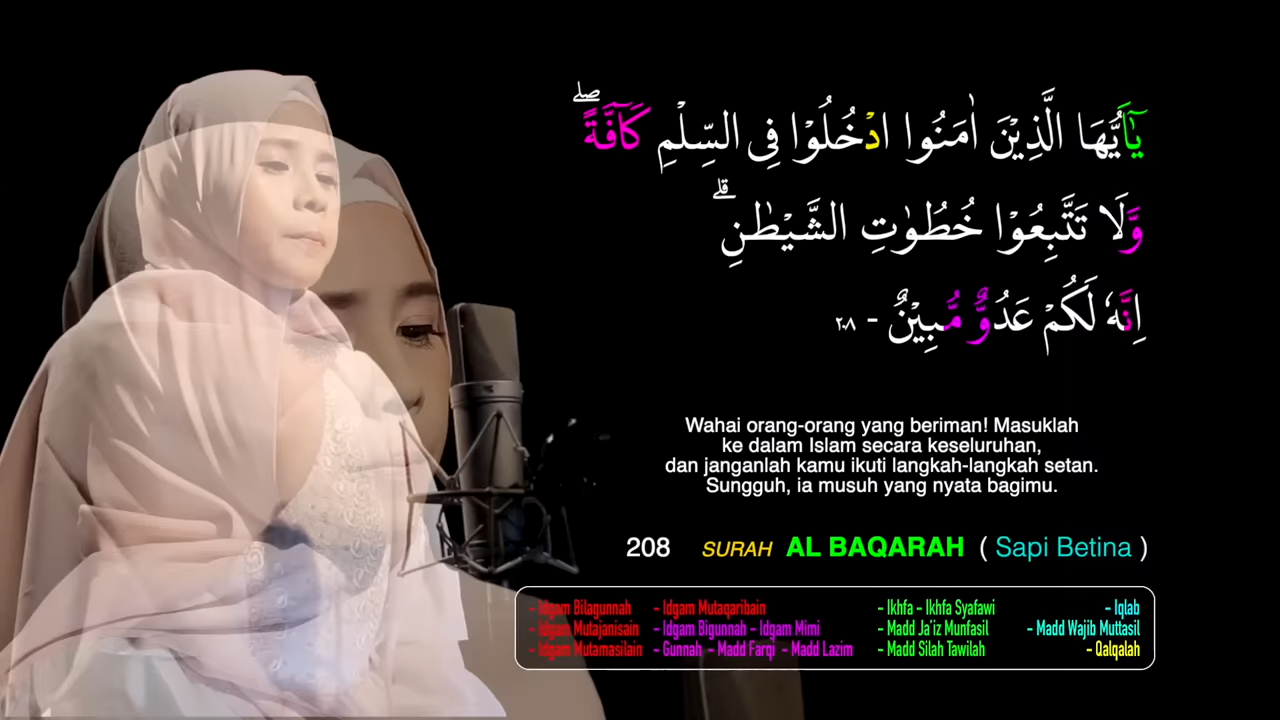 يٰٓاَيُّهَا الَّذِيْنَ اٰمَنُوا ادْخُلُوْا فِى السِّلْمِ كَاۤفَّةً ۖ
وَّلَا تَتَّبِعُوْا خُطُوٰتِ الشَّيْطٰنِۗ
اِنَّهٗ لَكُمْ عَدُوٌّ مُّبِيْنٌ - ٢٠٨
Wahai orang-orang yang beriman! Masuklah
ke dalam Islam secara keseluruhan,
dan janganlah kamu ikuti langkah-langkah setan.
Sungguh, ia musuh yang nyata bagimu.
208 SURAH AL BAQARAH ( Sapi Betina )
- Idgam Bilagunnah - Idgam Mutaqaribain - Ikhfa - Ikhfa Syafawi - Iqlab
- Idgam Mutajanisain - Idgam Bigunnah - Idgam Mimi - Madd Ja'iz Munfasil - Madd Wajib Muttasil
- Idgam Mutamasilain - Gunnah - Madd Farqi - Madd Lazim - Madd Silah Tawilah - Qalqalah